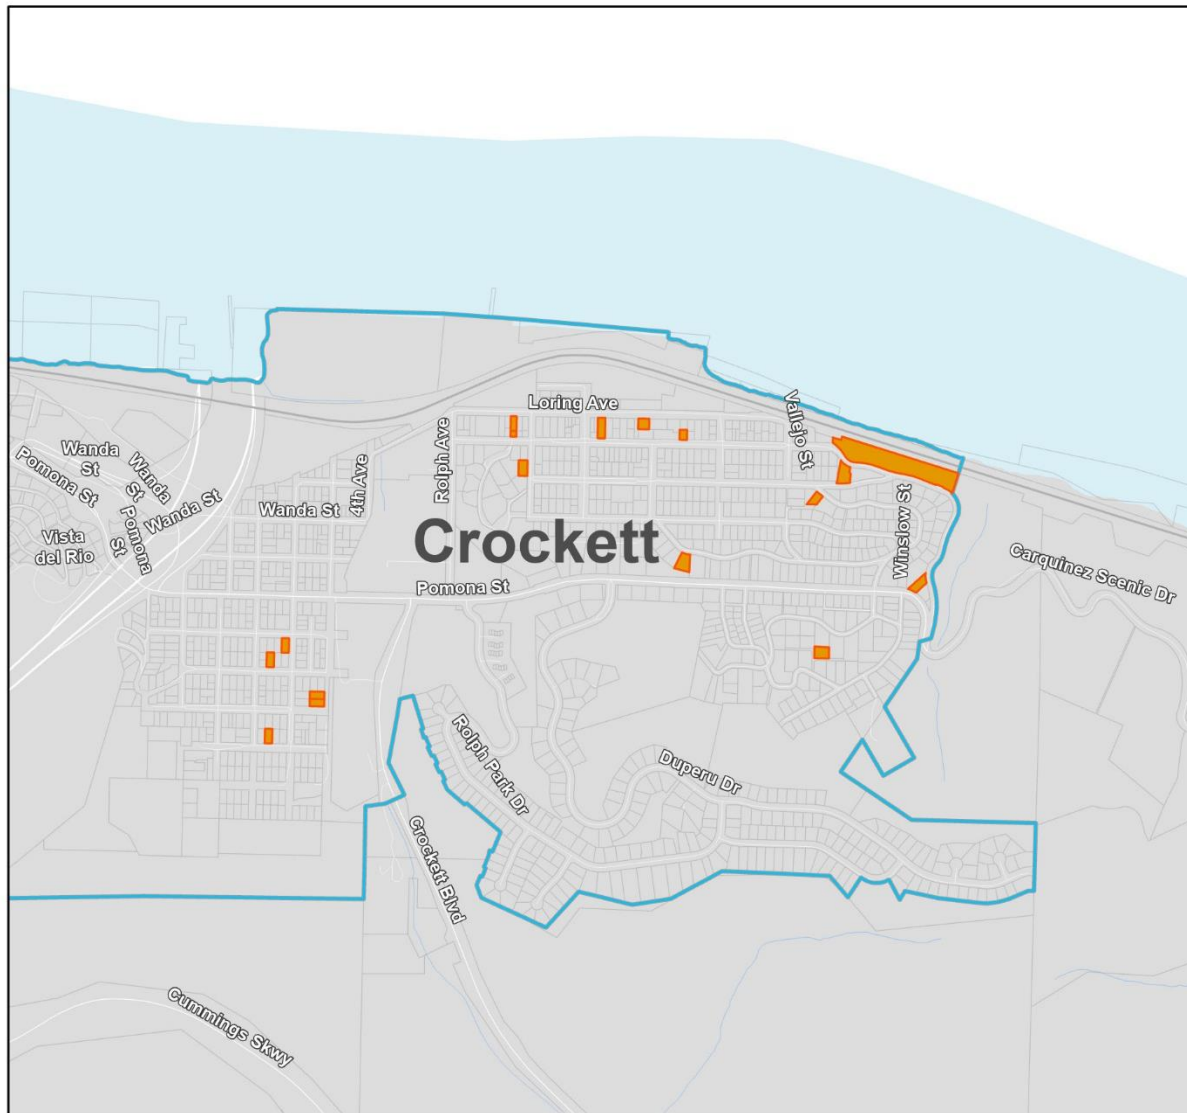 Loring Ave
Vallejo St
Rolph Ave
4th Ave
Wanda
St
Wanda
St
Pomona St
Wanda St
Wanda St
Pomona
St
Vista
del Rio
Crockett
Winslow St
Carquinez Scenic Dr
Pomona St
Rolph Park Dr
Duperu Dr
Crockett Blvd
Cummings Skwy